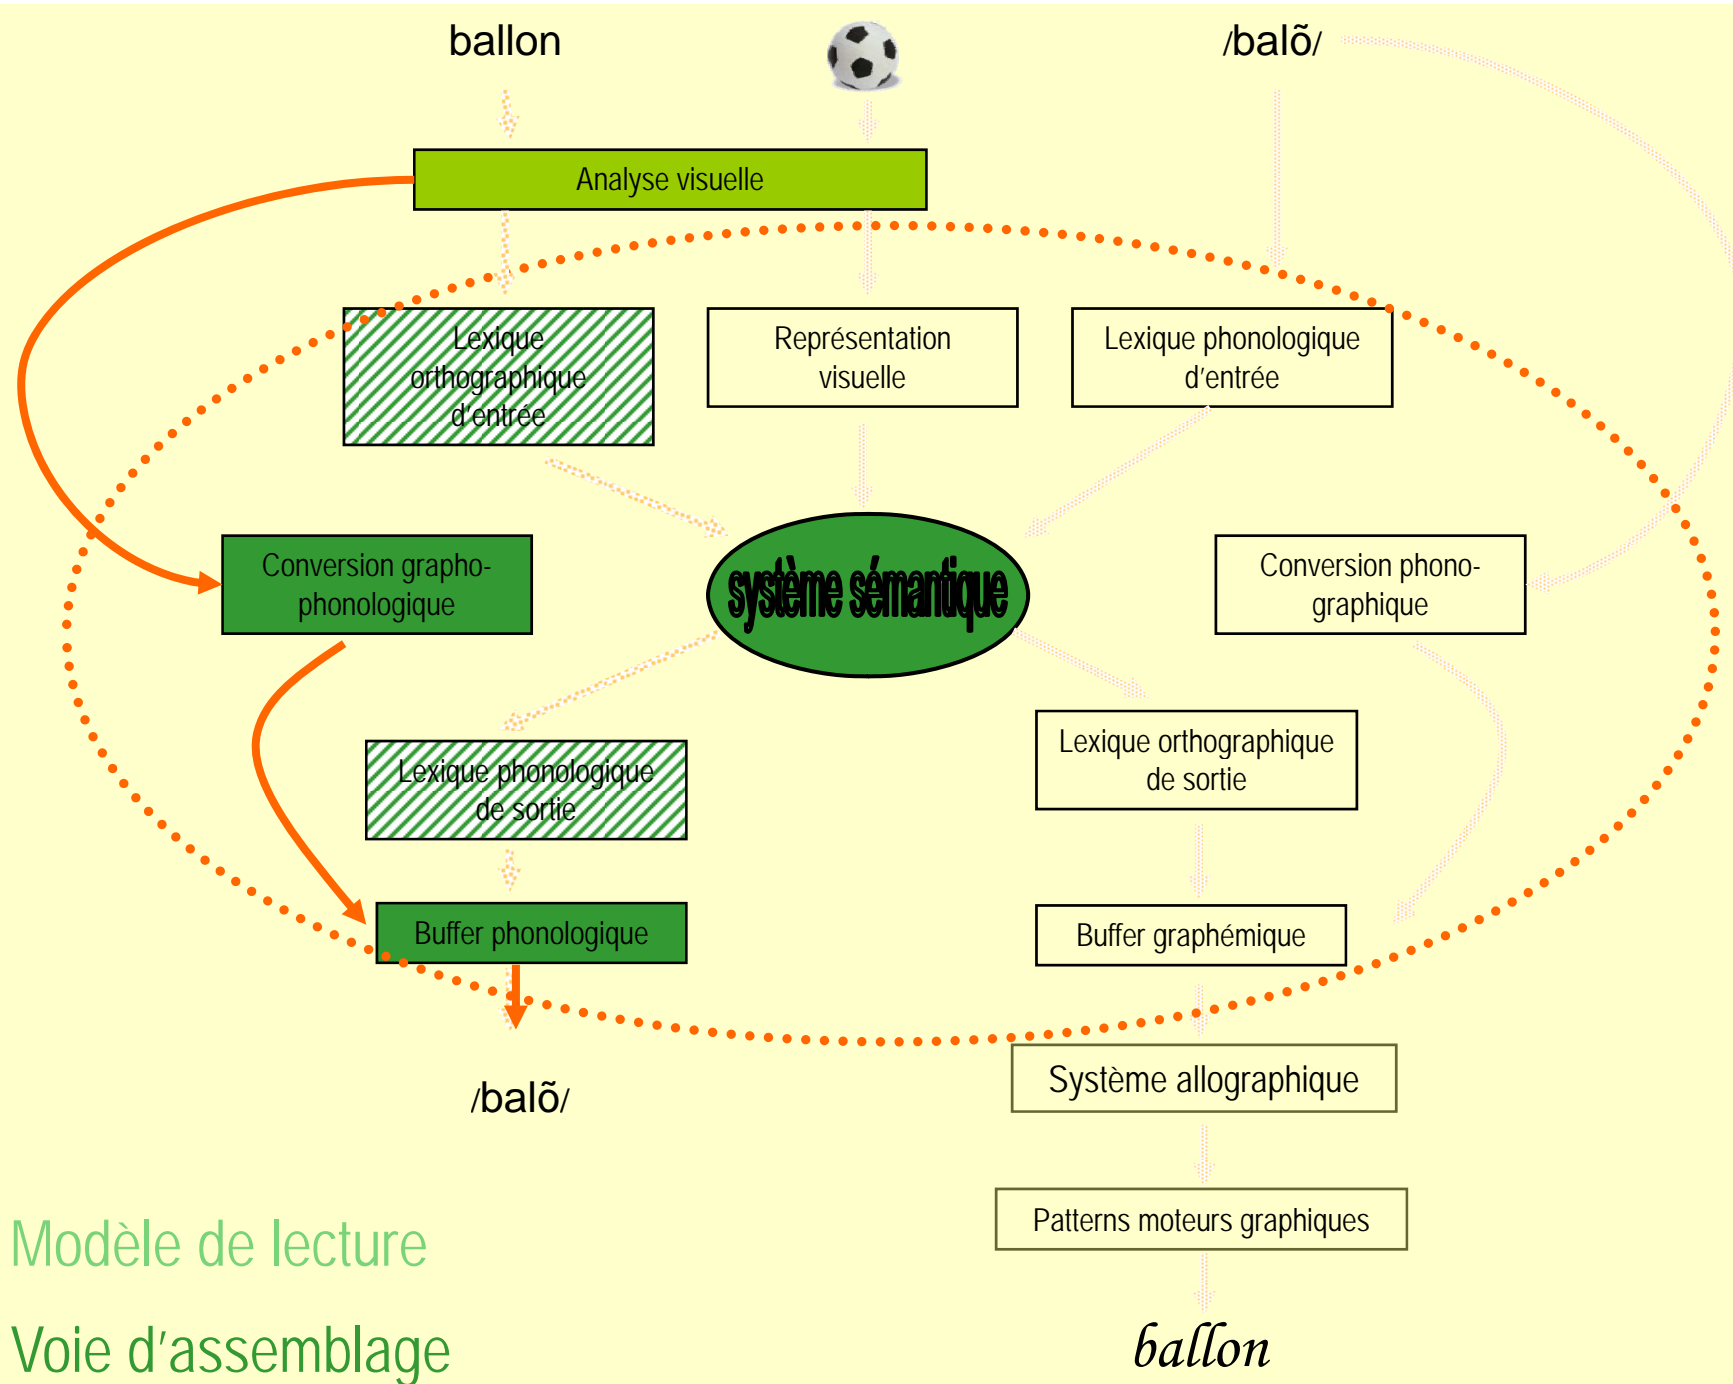 ballon
/balõ/
Analyse visuelle
Lexique
orthographique
d'entrée
Représentation
visuelle
Lexique phonologique
d'entrée
Conversion grapho-
phonologique
système sémantique
Conversion phono-
graphique
Lexique phonologique
de sortie
Lexique orthographique
de sortie
Buffer phonologique
Buffer graphémique
/balõ/
Système allographique
Patterns moteurs graphiques
Modèle de lecture
Voie d'assemblage
ballon